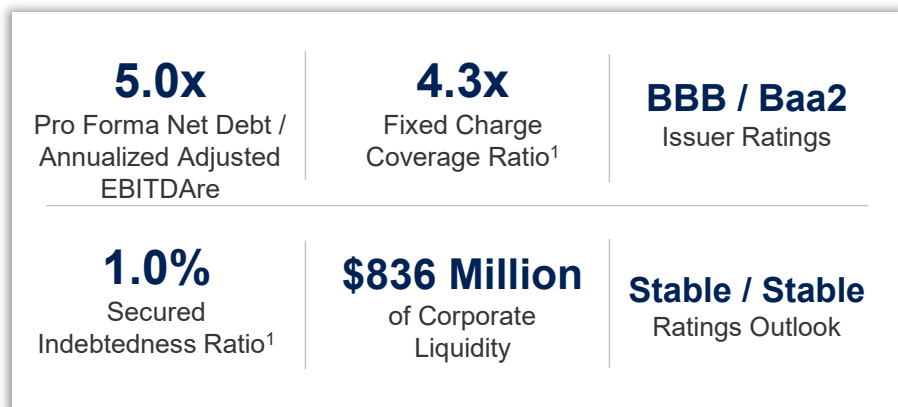 5.0x
Pro Forma Net Debt /
Annualized Adjusted
EBITDAre
4.3x
Fixed Charge
Coverage Ratio¹
BBB / Baa2
Issuer Ratings
1.0%
Secured
Indebtedness Ratio¹
$836 Million
of Corporate
Liquidity
Stable / Stable
Ratings Outlook